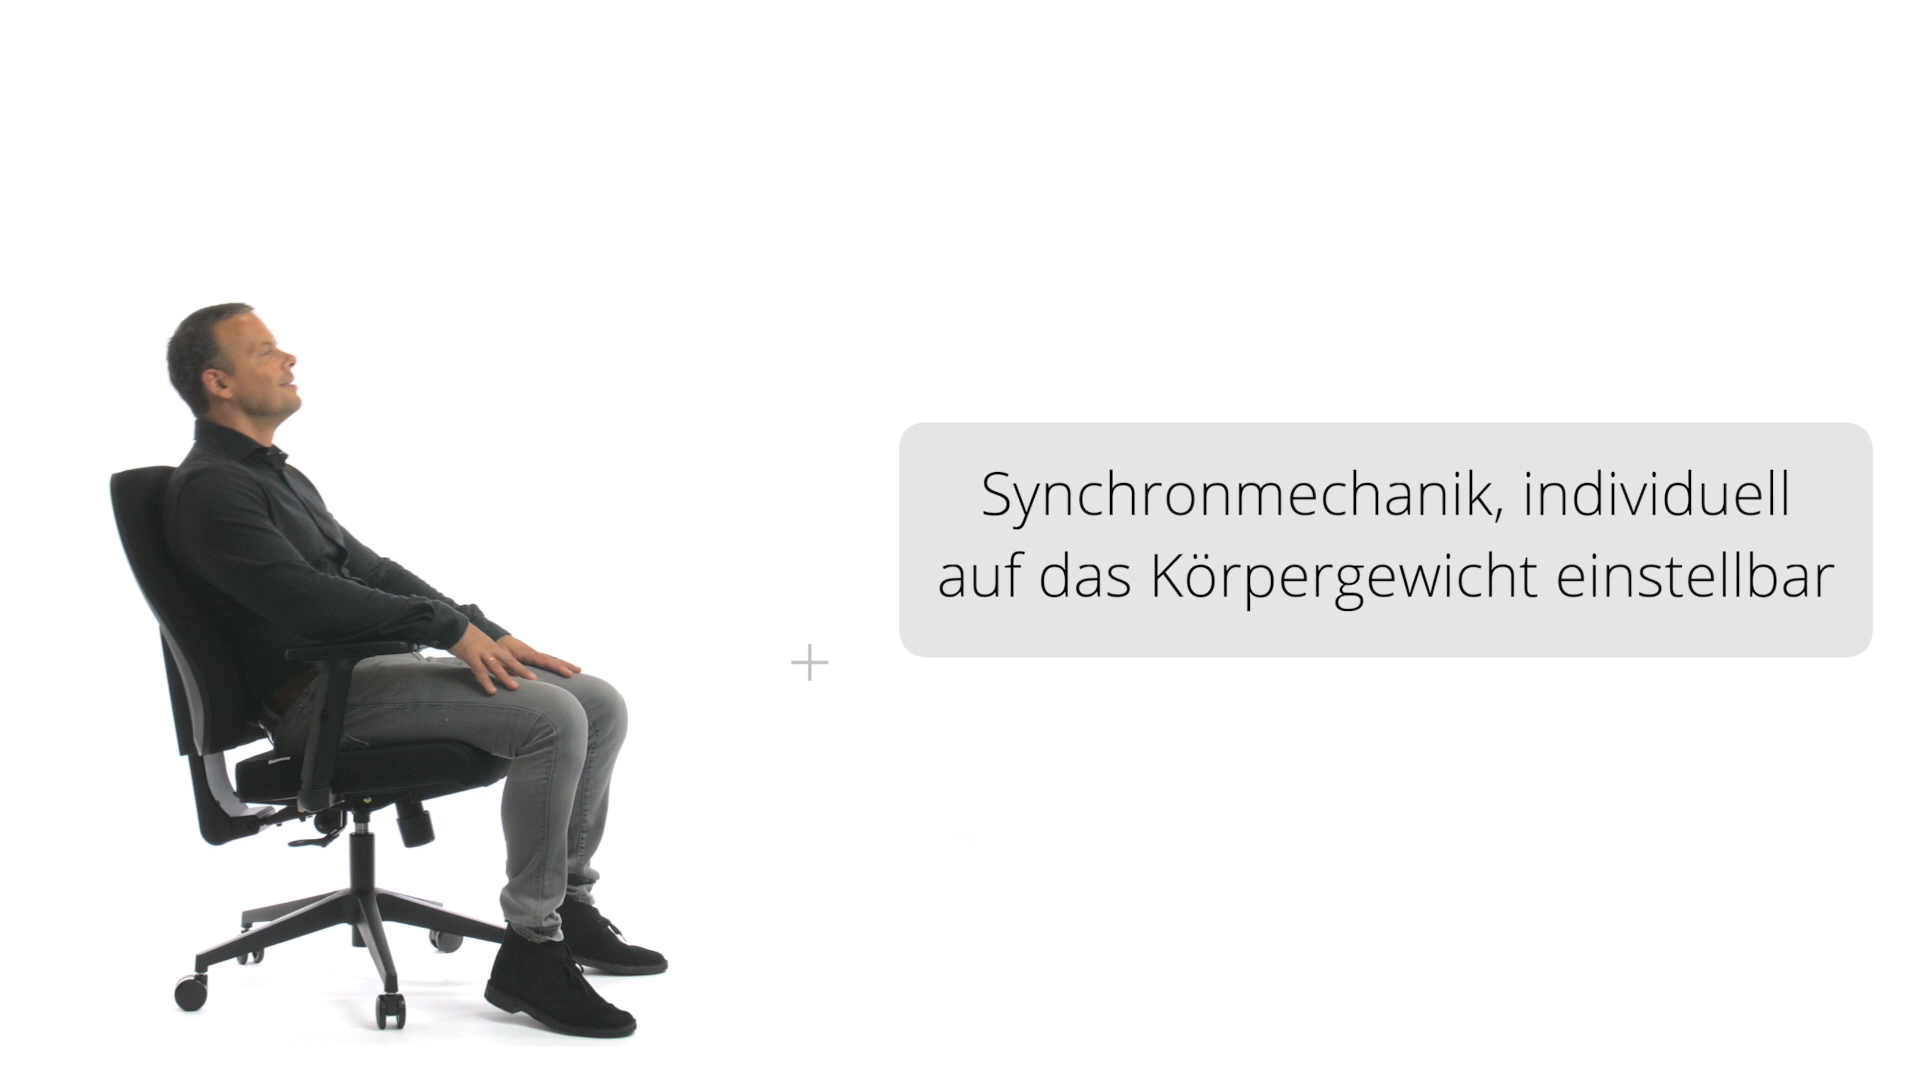 Synchronmechanik, individuell
auf das Körpergewicht einstellbar